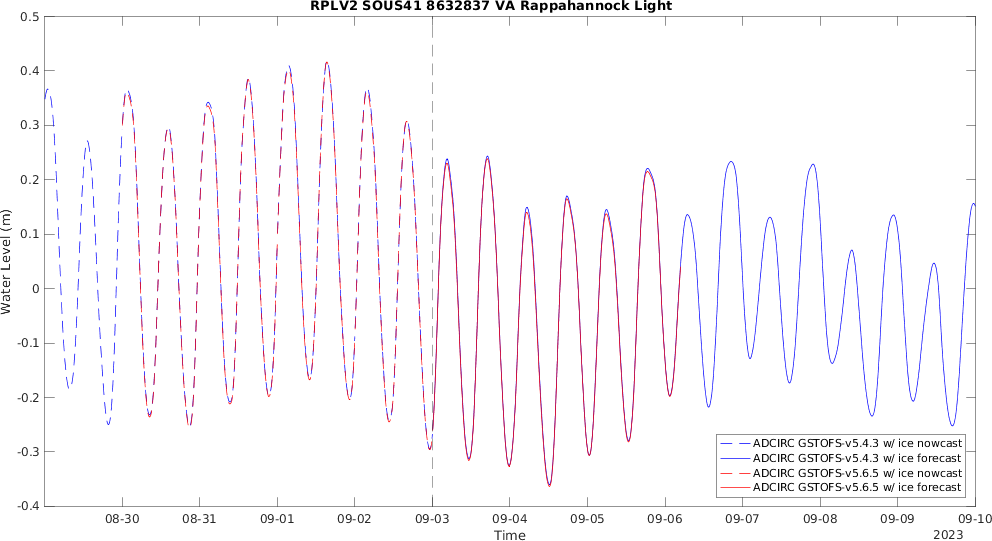 RPLV2 SOUS41 8632837 VA Rappahannock Light
0.5
0.4
0.3
0.2
0.1
0
-0.1
-0.2
-0.3
-0.4
Water Level (m)
08-30 08-31 09-01 09-02 09-03 09-04 09-05 09-06 09-07 09-08 09-09 09-10
Time
2023
ADCIRC GSTOFS-v5.4.3 w/ ice nowcast
ADCIRC GSTOFS-v5.4.3 w/ ice forecast
ADCIRC GSTOFS-v5.6.5 w/ ice nowcast
ADCIRC GSTOFS-v5.6.5 w/ ice forecast